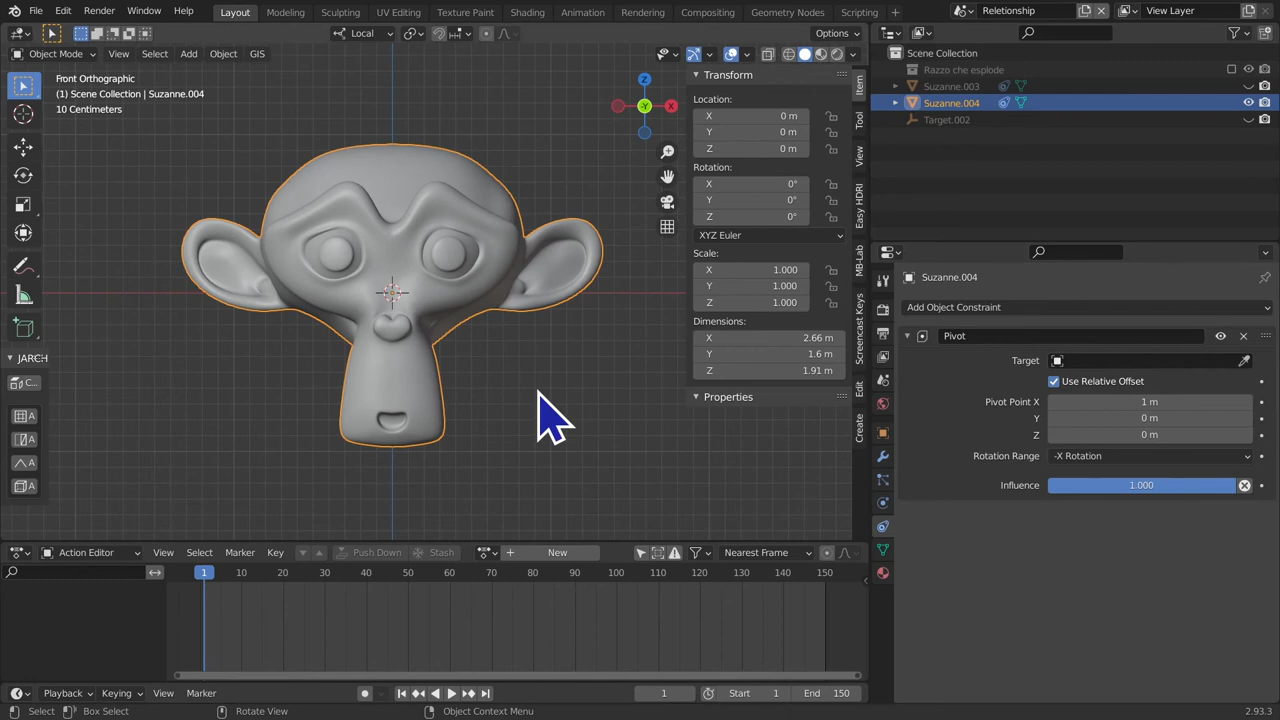 File Edit Render Window Help Layout Modeling Sculpting UV Editing Texture Paint Shading Animation Rendering Compositing Geometry Nodes Scripting + Relationship View Layer
Local Options
Object Mode View Select Add Object GIS
Front Orthographic
(1) Scene Collection | Suzanne.004
10 Centimeters
Z
Y
X
Transform
Location:
X 0 m
Y 0 m
Z 0 m
Rotation:
X 0°
Y 0°
Z 0°
XYZ Euler
Scale:
X 1.000
Y 1.000
Z 1.000
Dimensions:
X 2.66 m
Y 1.6 m
Z 1.91 m
Properties
Item
Tool
View
Easy HDRI
MB-Lab
Screencast Keys
Edit
Create
JARCH
C...
A
A
A
A
Scene Collection
Razzo che esplode
Suzanne.003
Suzanne.004
Target.002
Suzanne.004
Add Object Constraint
Pivot
Target
Use Relative Offset
Pivot Point X 1 m
Y 0 m
Z 0 m
Rotation Range -X Rotation
Influence 1.000
Action Editor View Select Marker Key Push Down Stash + New Nearest Frame
1 10 20 30 40 50 60 70 80 90 100 110 120 130 140 150
Playback Keying View Marker 1 Start 1 End 150
Select Box Select Rotate View Object Context Menu 2.93.3